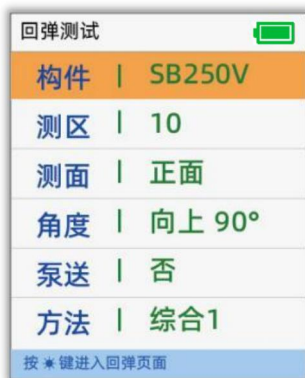 回弹测试
构件 | SB250V
测区 | 10
测面 | 正面
角度 | 向上 90°
泵送 | 否
方法 | 综合1
按☀键进入回弹页面